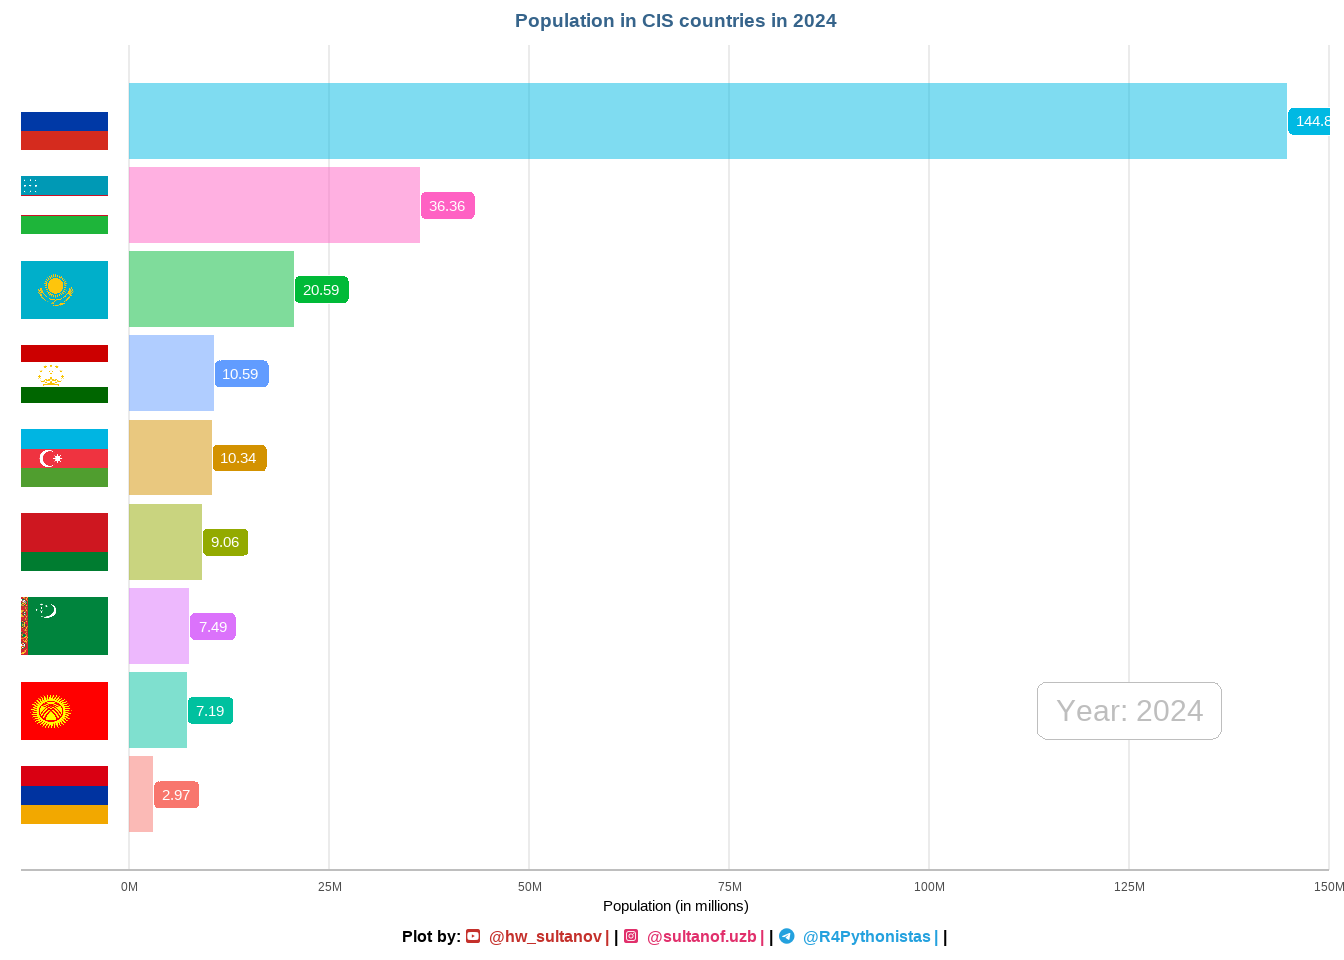 Population in CIS countries in 2024
144.8
36.36
20.59
10.59
10.34
9.06
7.49
7.19
Year: 2024
2.97
0M 25M 50M 75M 100M 125M 150M
Population (in millions)
Plot by: @hw_sultanov | | @sultanof.uzb | | @R4Pythonistas | |